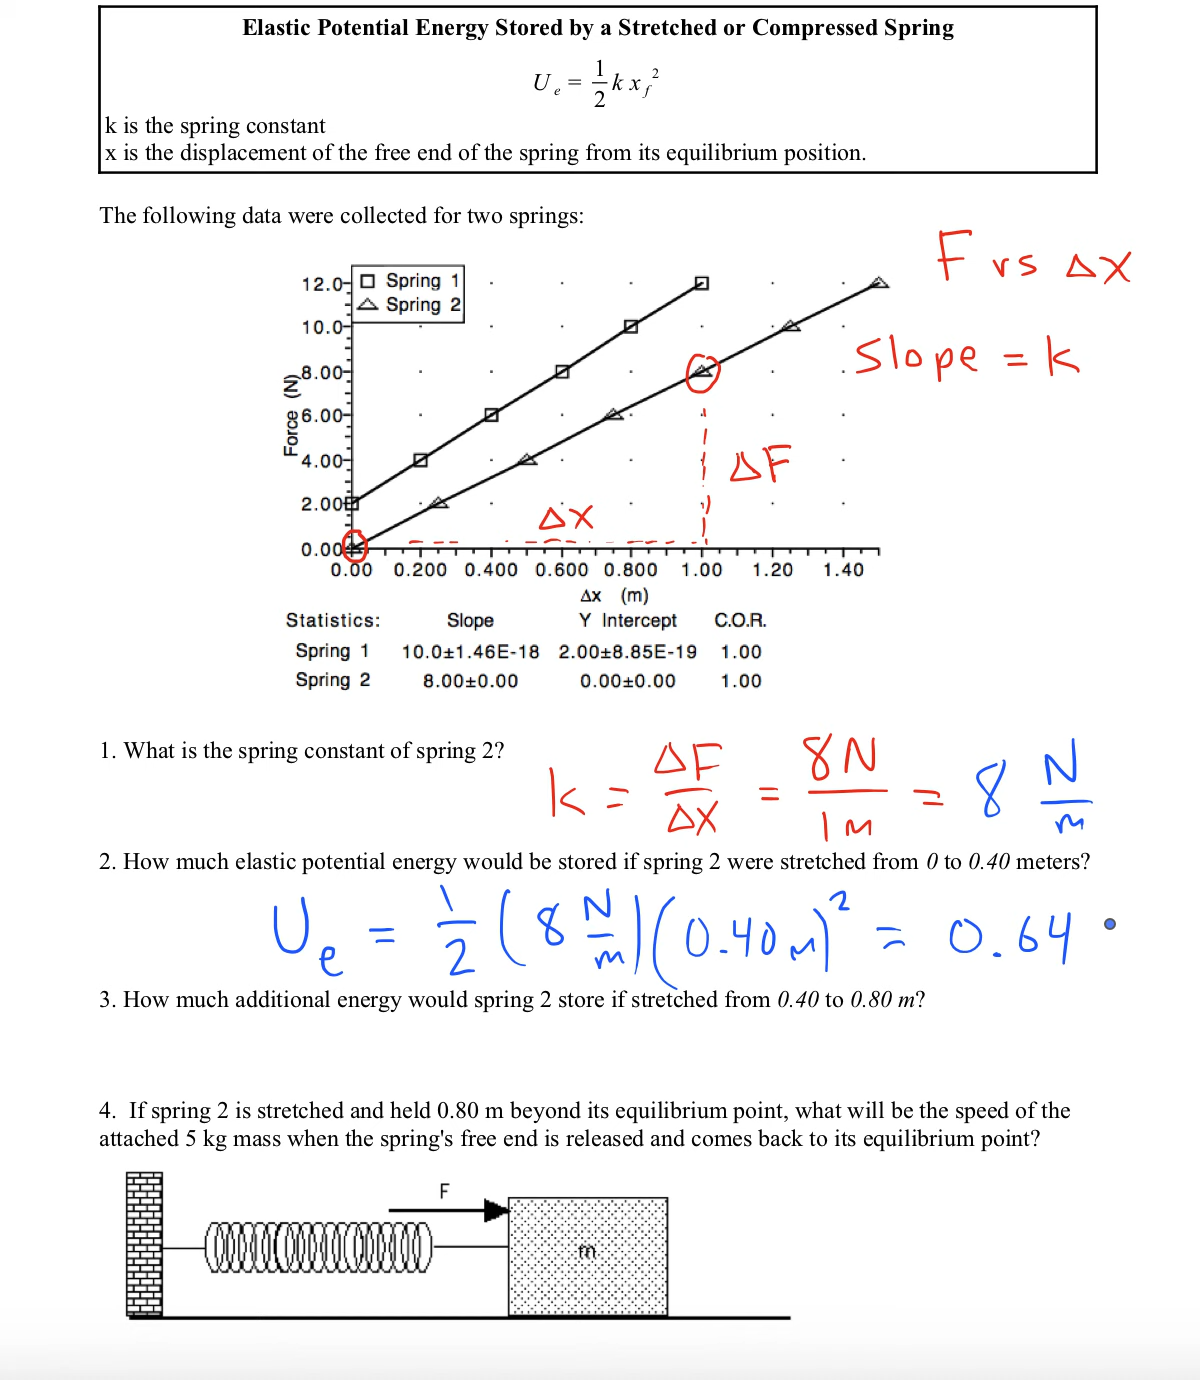 Elastic Potential Energy Stored by a Stretched or Compressed Spring
U e = 1/2 k x f ²
k is the spring constant
x is the displacement of the free end of the spring from its equilibrium position.
The following data were collected for two springs:
F vs Δx
12.0 Spring 1
Spring 2
10.0
Slope = k
8.00
Force (N)
6.00
4.00
ΔF
2.00
Δx
0.00
0.00 0.200 0.400 0.600 0.800 1.00 1.20 1.40
Δx (m)
Statistics: Slope Y Intercept C.O.R.
Spring 1 10.0±1.46E-18 2.00±8.85E-19 1.00
Spring 2 8.00±0.00 0.00±0.00 1.00
1. What is the spring constant of spring 2?
k = ΔF/Δx = 8N/1m = 8 N/m
2. How much elastic potential energy would be stored if spring 2 were stretched from 0 to 0.40 meters?
Ue = 1/2 (8 N/m)(0.40m)² = 0.64
3. How much additional energy would spring 2 store if stretched from 0.40 to 0.80 m?
4. If spring 2 is stretched and held 0.80 m beyond its equilibrium point, what will be the speed of the
attached 5 kg mass when the spring's free end is released and comes back to its equilibrium point?
F
m